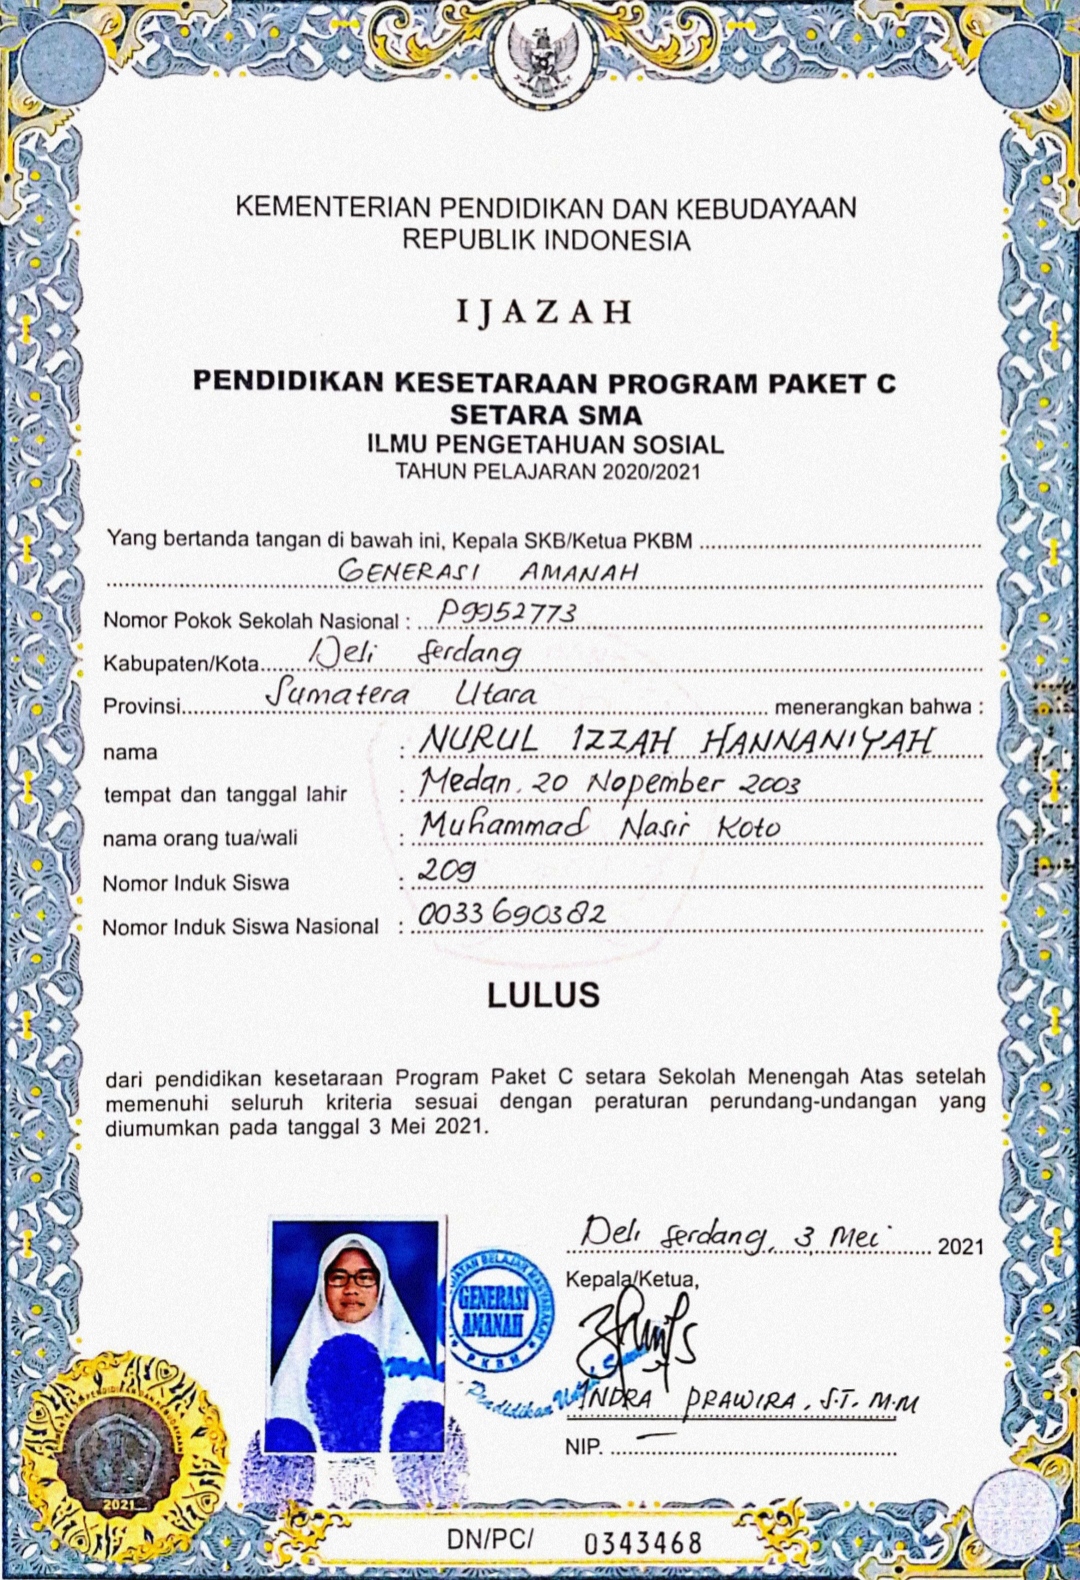 KEMENTERIAN PENDIDIKAN DAN KEBUDAYAAN
REPUBLIK INDONESIA
IJAZAH
PENDIDIKAN KESETARAAN PROGRAM PAKET C
SETARA SMA
ILMU PENGETAHUAN SOSIAL
TAHUN PELAJARAN 2020/2021
Yang bertanda tangan di bawah ini, Kepala SKB/Ketua PKBM
GENERASI AMANAH
Nomor Pokok Sekolah Nasional : P9952773
Kabupaten/Kota Deli Serdang
Provinsi Sumatera Utara menerangkan bahwa :
nama : NURUL IZZAH HANNANIYAH
tempat dan tanggal lahir : Medan, 20 Nopember 2003
nama orang tua/wali : Muhammad Nasir Koto
Nomor Induk Siswa : 209
Nomor Induk Siswa Nasional : 0033690382
LULUS
dari pendidikan kesetaraan Program Paket C setara Sekolah Menengah Atas setelah
memenuhi seluruh kriteria sesuai dengan peraturan perundang-undangan yang
diumumkan pada tanggal 3 Mei 2021.
Deli Serdang, 3 Mei 2021
Kepala/Ketua,
GENERASI
AMANAH
PKBM
Pendidikan
INDRA PRAWIRA, S.T. M.M
NIP. -
2021
DN/PC/ 0343468